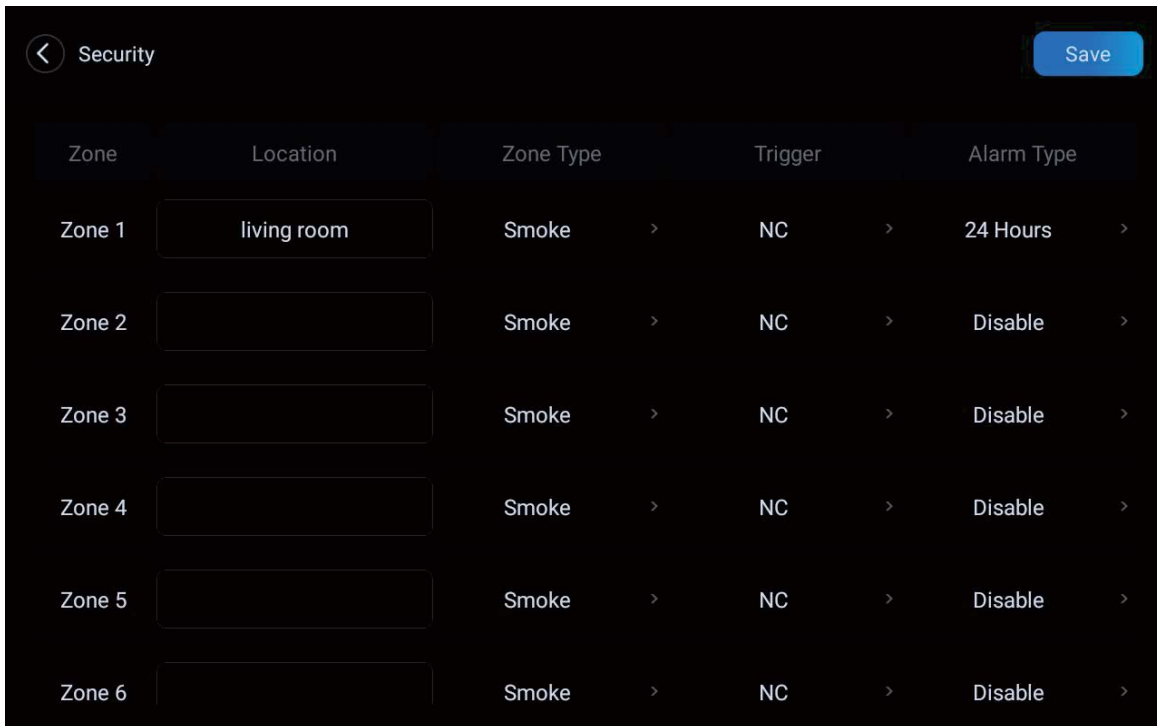 Security Save
Zone Location Zone Type Trigger Alarm Type
Zone 1 living room Smoke NC 24 Hours
Zone 2 Smoke NC Disable
Zone 3 Smoke NC Disable
Zone 4 Smoke NC Disable
Zone 5 Smoke NC Disable
Zone 6 Smoke NC Disable